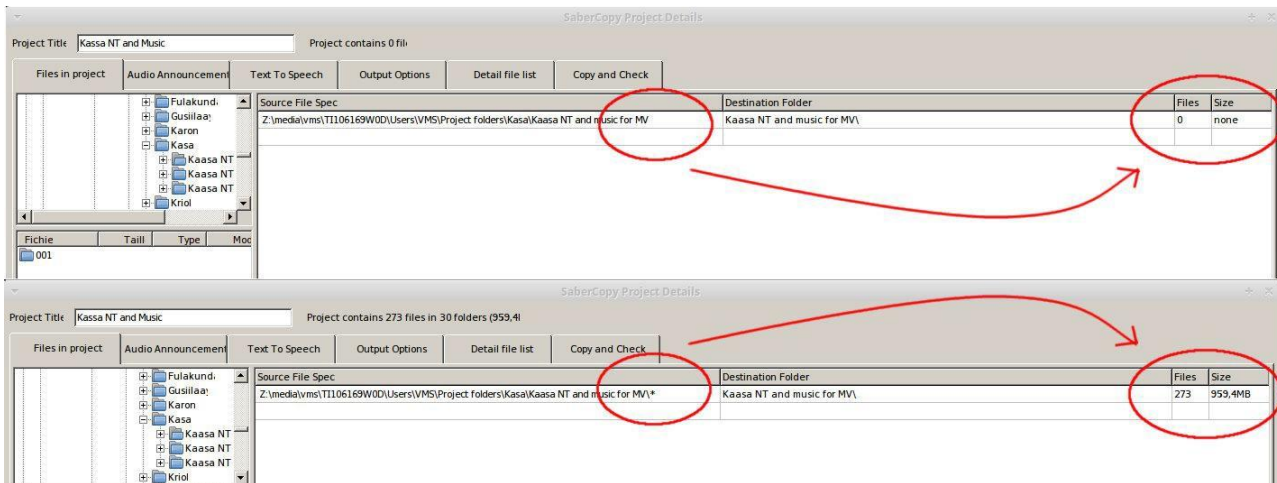 SaberCopy Project Details
Project Title Kassa NT and Music Project contains 0 fil
Files in project Audio Announcement Text To Speech Output Options Detail file list Copy and Check
Fulakund
Gusiilaa
Karon
Kasa
Kaasa NT
Kaasa NT
Kaasa NT
Kriol
Fichie Taill Type Mod
001
Source File Spec Destination Folder Files Size
Z:\media\vms\TI106169W0D\Users\VMS\Project folders\Kasa\Kaasa NT and music for MV Kaasa NT and music for MV\ 0 none
SaberCopy Project Details
Project Title Kassa NT and Music Project contains 273 files in 30 folders (959,4
Files in project Audio Announcement Text To Speech Output Options Detail file list Copy and Check
Fulakund
Gusiilaa
Karon
Kasa
Kaasa NT
Kaasa NT
Kaasa NT
Kriol
Source File Spec Destination Folder Files Size
Z:\media\vms\TI106169W0D\Users\VMS\Project folders\Kasa\Kaasa NT and music for MV\* Kaasa NT and music for MV\ 273 959,4MB